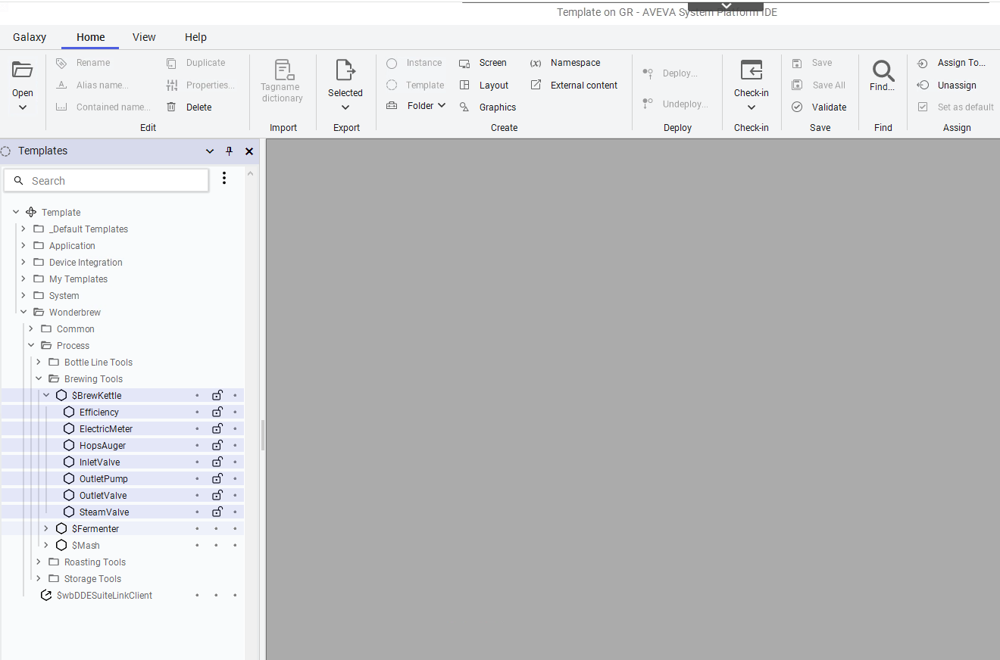 Template on GR - AVEVA System Platform IDE
Galaxy Home View Help
Open
Rename
Alias name...
Contained name...
Duplicate
Properties...
Delete
Edit
Tagname
dictionary
Import
Selected
Export
Instance
Template
Folder
Screen
Layout
Graphics
(x) Namespace
External content
Create
Deploy...
Undeploy...
Deploy
Check-in
Check-in
Save
Save All
Validate
Save
Find...
Find
Assign To...
Unassign
Set as default
Assign
Templates
Search
Template
_Default Templates
Application
Device Integration
My Templates
System
Wonderbrew
Common
Process
Bottle Line Tools
Brewing Tools
$BrewKettle
Efficiency
ElectricMeter
HopsAuger
InletValve
OutletPump
OutletValve
SteamValve
$Fermenter
$Mash
Roasting Tools
Storage Tools
$wbDDESuiteLinkClient